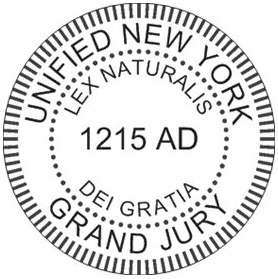 UNIFIED NEW YORK
LEX NATURALIS
1215 AD
DEI GRATIA
GRAND JURY